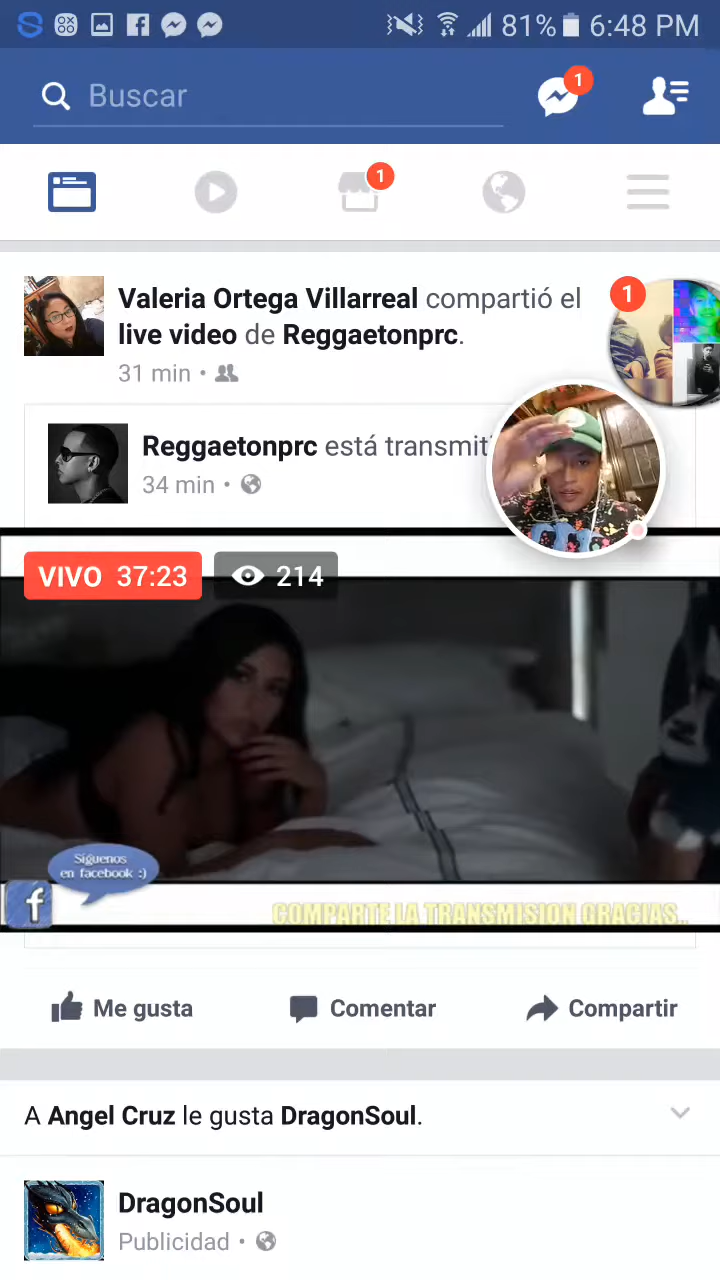 81% 6:48 PM
Buscar
1
1
Valeria Ortega Villarreal compartió el
live video de Reggaetonprc.
31 min
1
Reggaetonprc está transmit
34 min
VIVO 37:23 214
Síguenos
en facebook :)
f
COMPARTE LA TRANSMISION GRACIAS..
Me gusta Comentar Compartir
A Angel Cruz le gusta DragonSoul.
DragonSoul
Publicidad